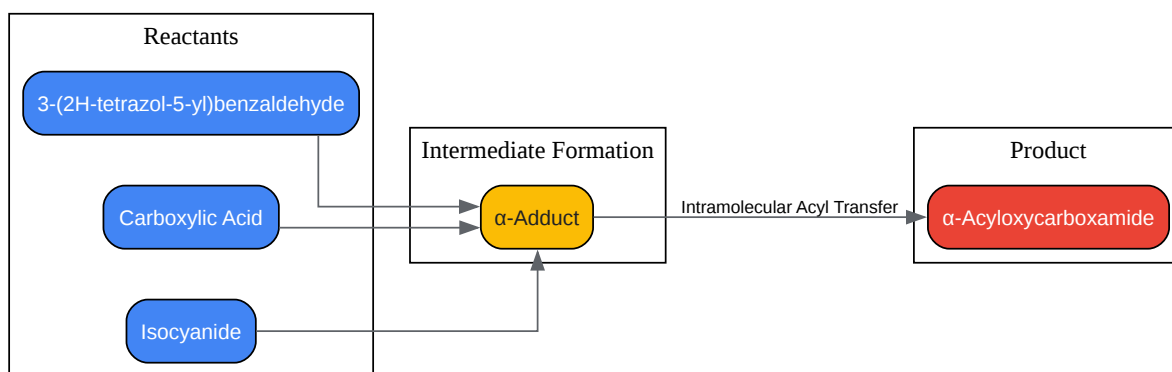 Reactants
3-(2H-tetrazol-5-yl)benzaldehyde
Carboxylic Acid
Isocyanide
Intermediate Formation
α-Adduct
Intramolecular Acyl Transfer
Product
α-Acyloxycarboxamide